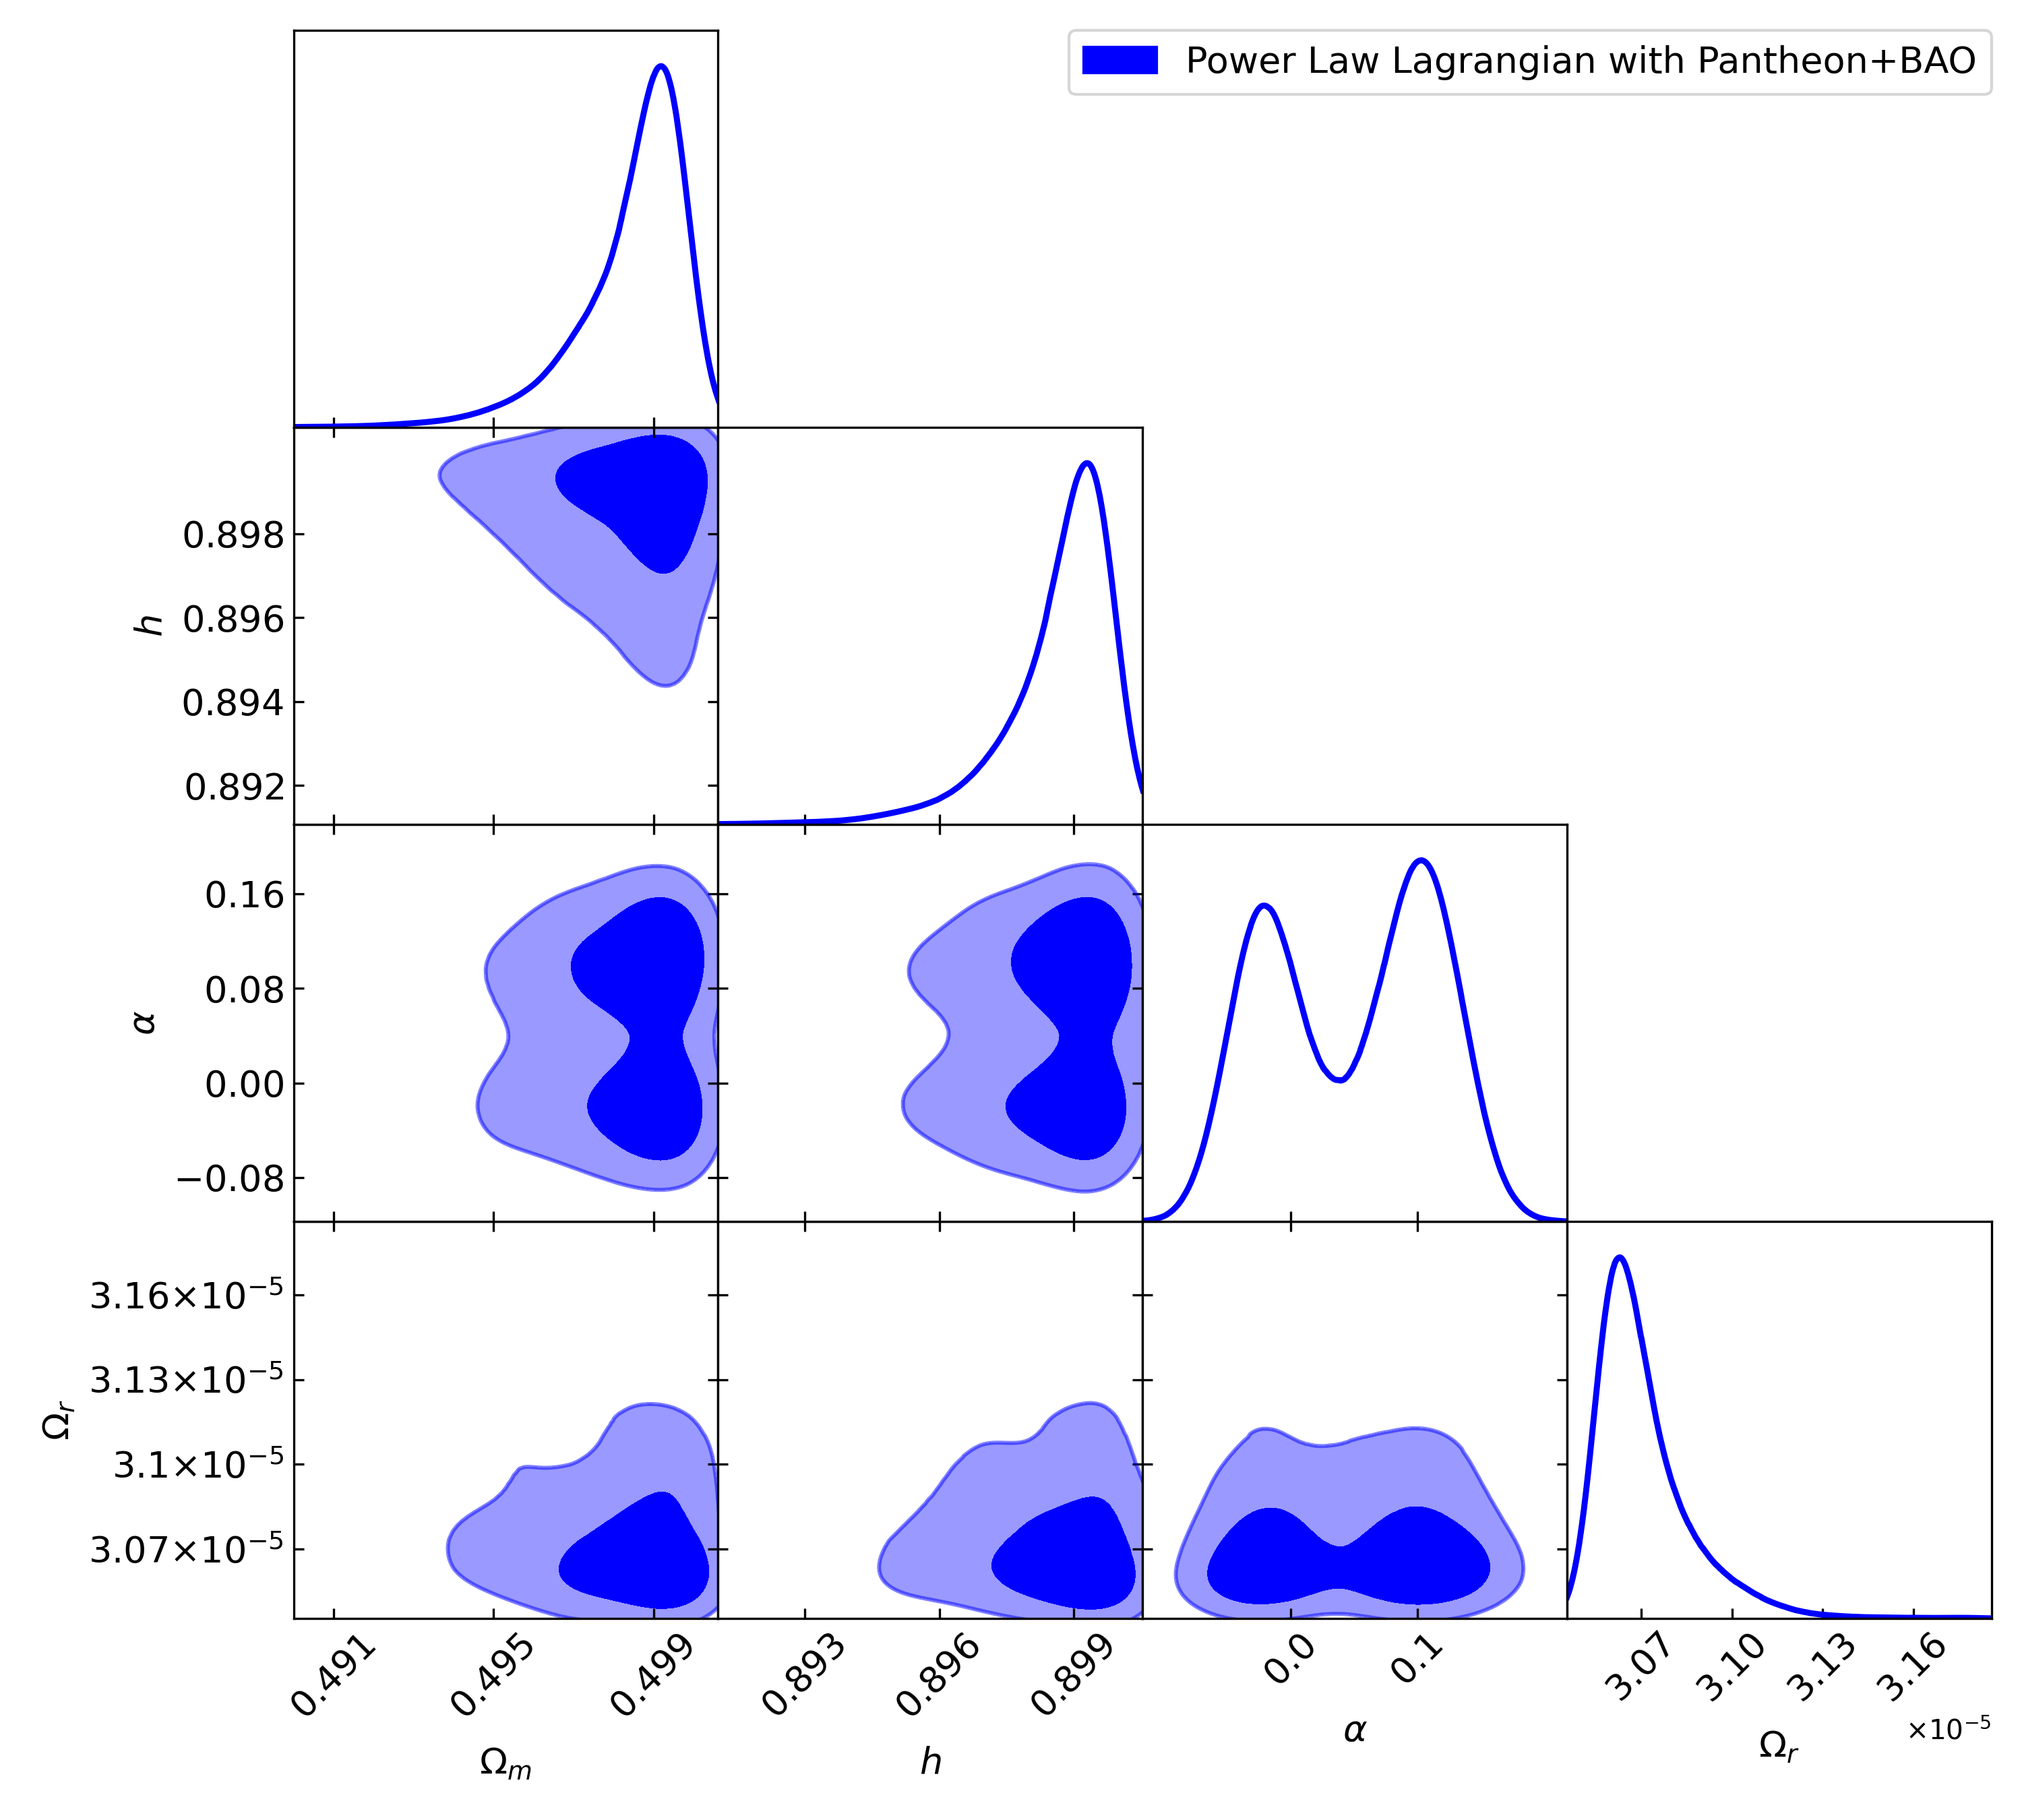 Power Law Lagrangian with Pantheon+BAO
0.898
0.896
0.894
0.892
h
0.16
0.08
0.00
−0.08
α
3.16×10⁻⁵
3.13×10⁻⁵
3.1×10⁻⁵
3.07×10⁻⁵
Ωᵣ
0.491 0.495 0.499 0.893 0.896 0.899 0.0 0.1 3.07 3.10 3.13 3.16
×10⁻⁵
Ωₘ h α Ωᵣ